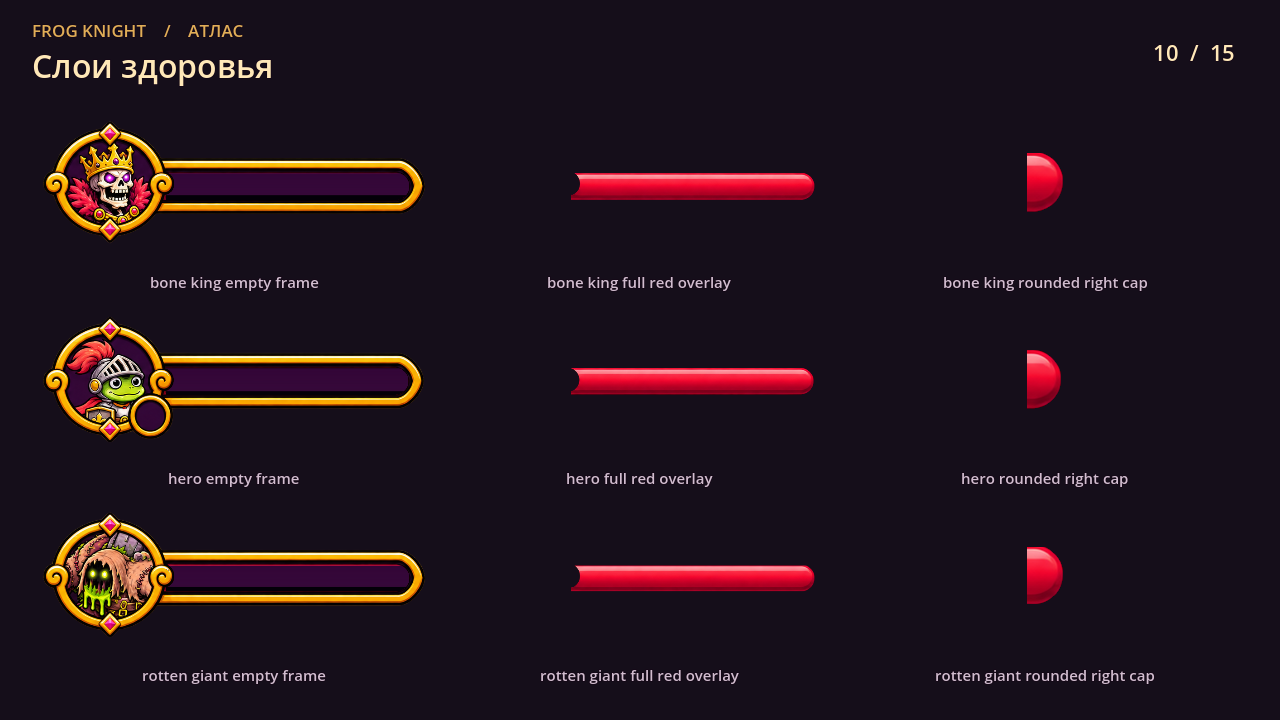 FROG KNIGHT / АТЛАС
Слои здоровья
10 / 15
bone king empty frame
bone king full red overlay
bone king rounded right cap
hero empty frame
hero full red overlay
hero rounded right cap
rotten giant empty frame
rotten giant full red overlay
rotten giant rounded right cap